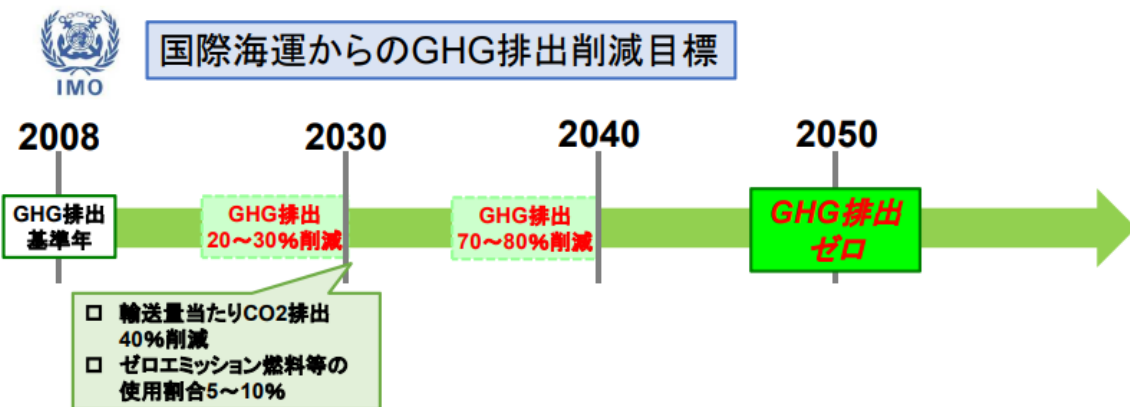 国際海運からのGHG排出削減目標
IMO
2008
2030
2040
2050
GHG排出
基準年
GHG排出
20～30%削減
GHG排出
70～80%削減
GHG排出
ゼロ
□ 輸送量当たりCO2排出
40%削減
□ ゼロエミッション燃料等の
使用割合5～10%